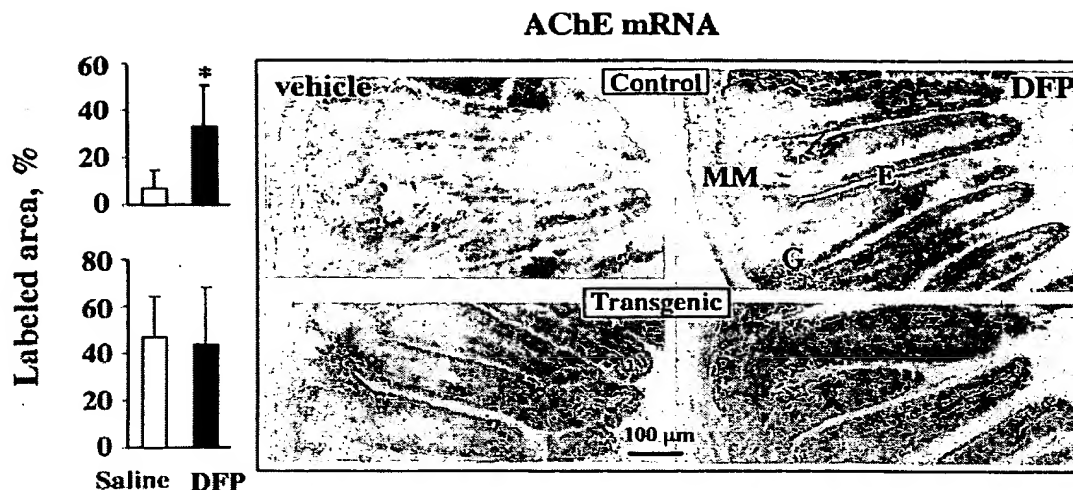 AChE mRNA
Labeled area, %
60
40
20
0
*
80
60
40
20
0
Saline DFP
vehicle
Control
DFP
MM
E
G
Transgenic
100 µm